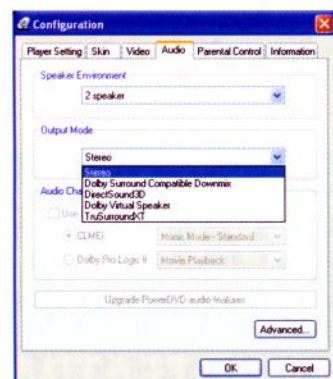 Configuration
Player Setting Skin Video Audio Parental Control Information
Speaker Environment
2 speaker
Output Mode
Stereo
Stereo
Dolby Surround Compatible Downmix
DirectSound3D
Dolby Virtual Speaker
TruSurroundXT
Audio Cha
Use
CLMEI Music Mode - Standard
Dolby Pro Logic II Movie Playback
Upgrade PowerDVD audio features
Advanced...
OK Cancel